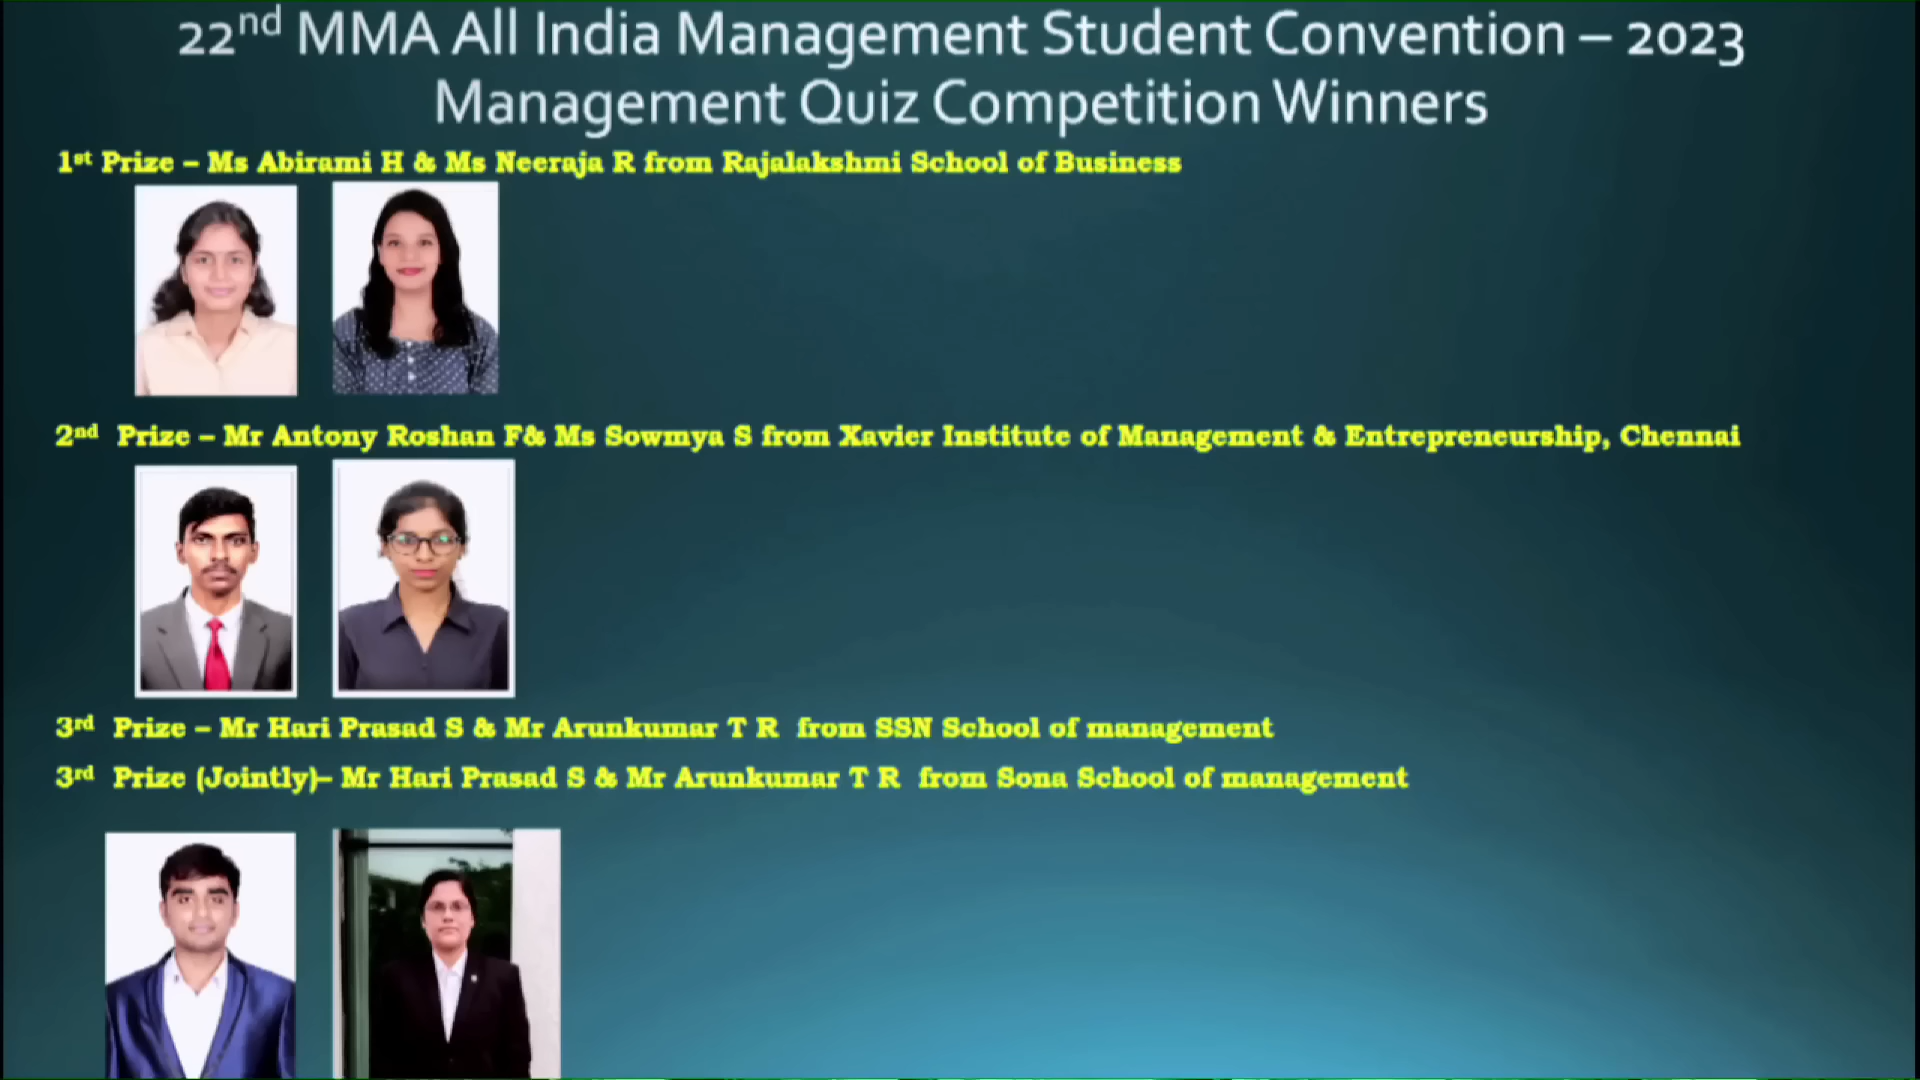 22nd MMA All India Management Student Convention – 2023
Management Quiz Competition Winners
1st Prize – Ms Abirami H & Ms Neeraja R from Rajalakshmi School of Business
2nd Prize – Mr Antony Roshan F& Ms Sowmya S from Xavier Institute of Management & Entrepreneurship, Chennai
3rd Prize – Mr Hari Prasad S & Mr Arunkumar T R from SSN School of management
3rd Prize (Jointly)– Mr Hari Prasad S & Mr Arunkumar T R from Sona School of management